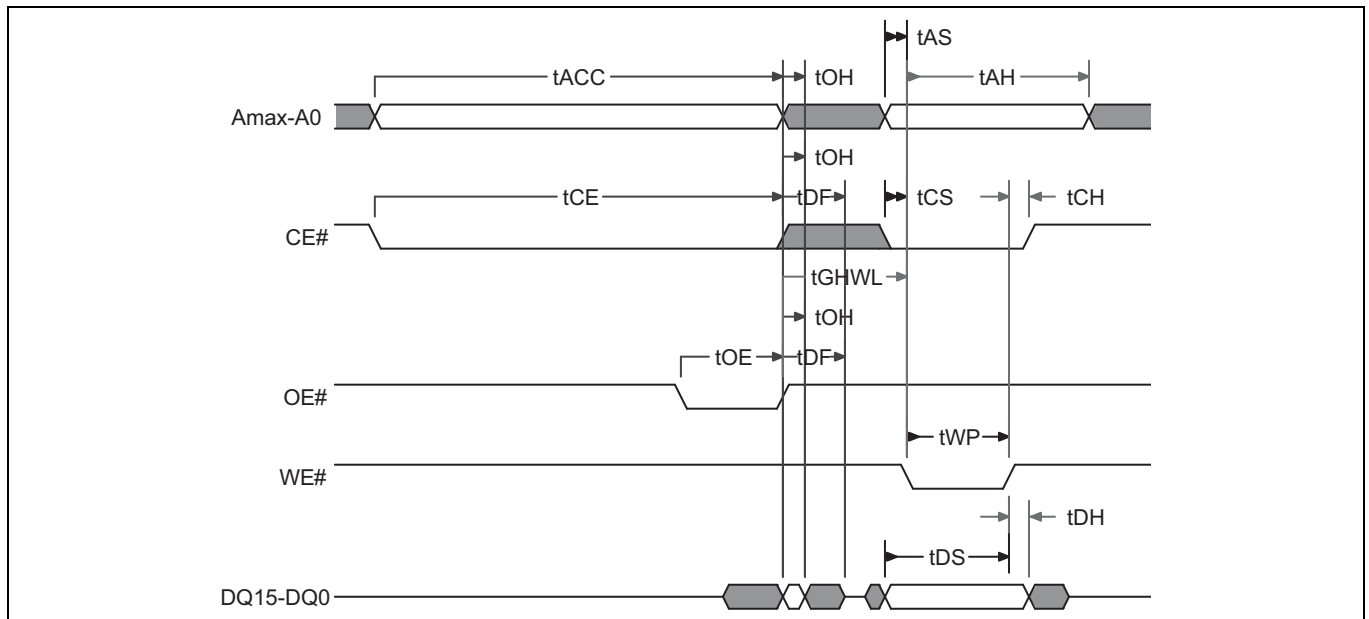 tAS
tACC tOH tAH
Amax-A0
tOH
tCE tDF tCS tCH
CE#
tGHWL
tOH
tOE tDF
OE#
tWP
WE#
tDH
tDS
DQ15-DQ0